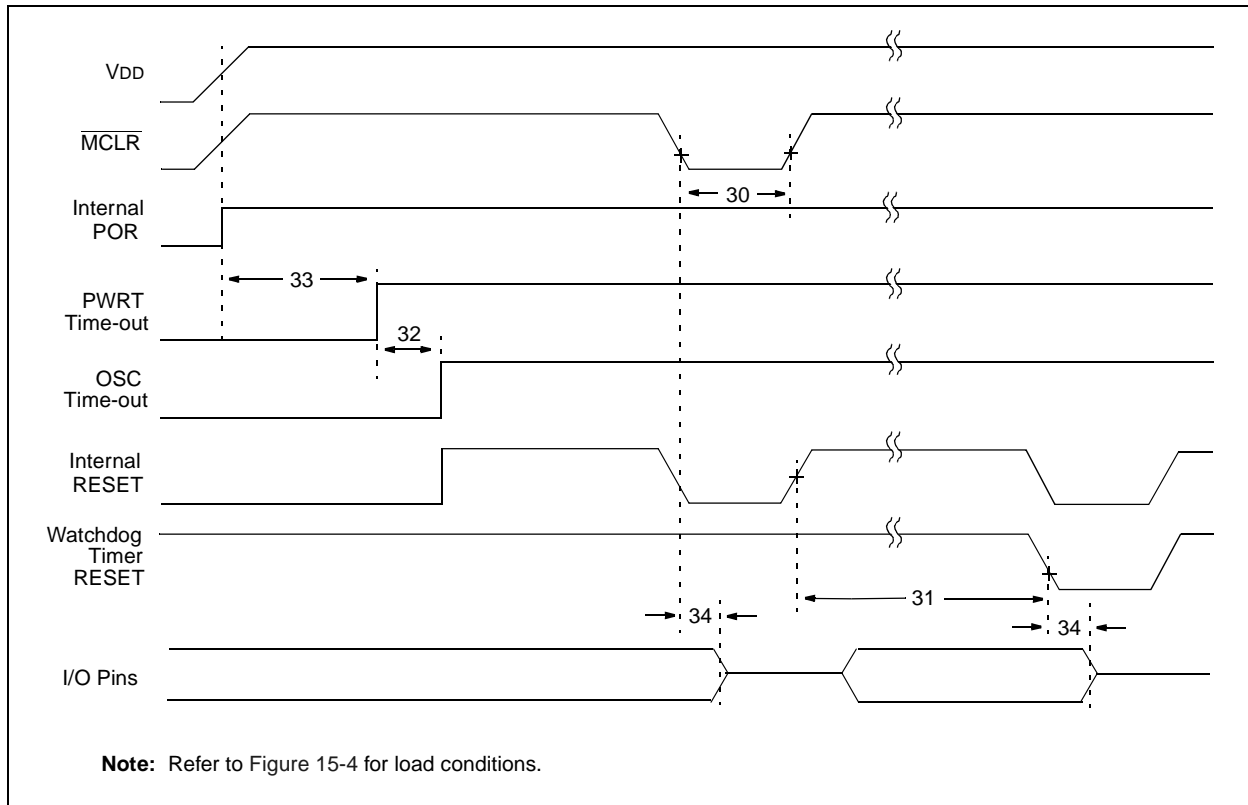 VDD
MCLR
30
Internal
POR
33
PWRT
Time-out
32
OSC
Time-out
Internal
RESET
Watchdog
Timer
RESET
31
34
34
I/O Pins
Note: Refer to Figure 15-4 for load conditions.